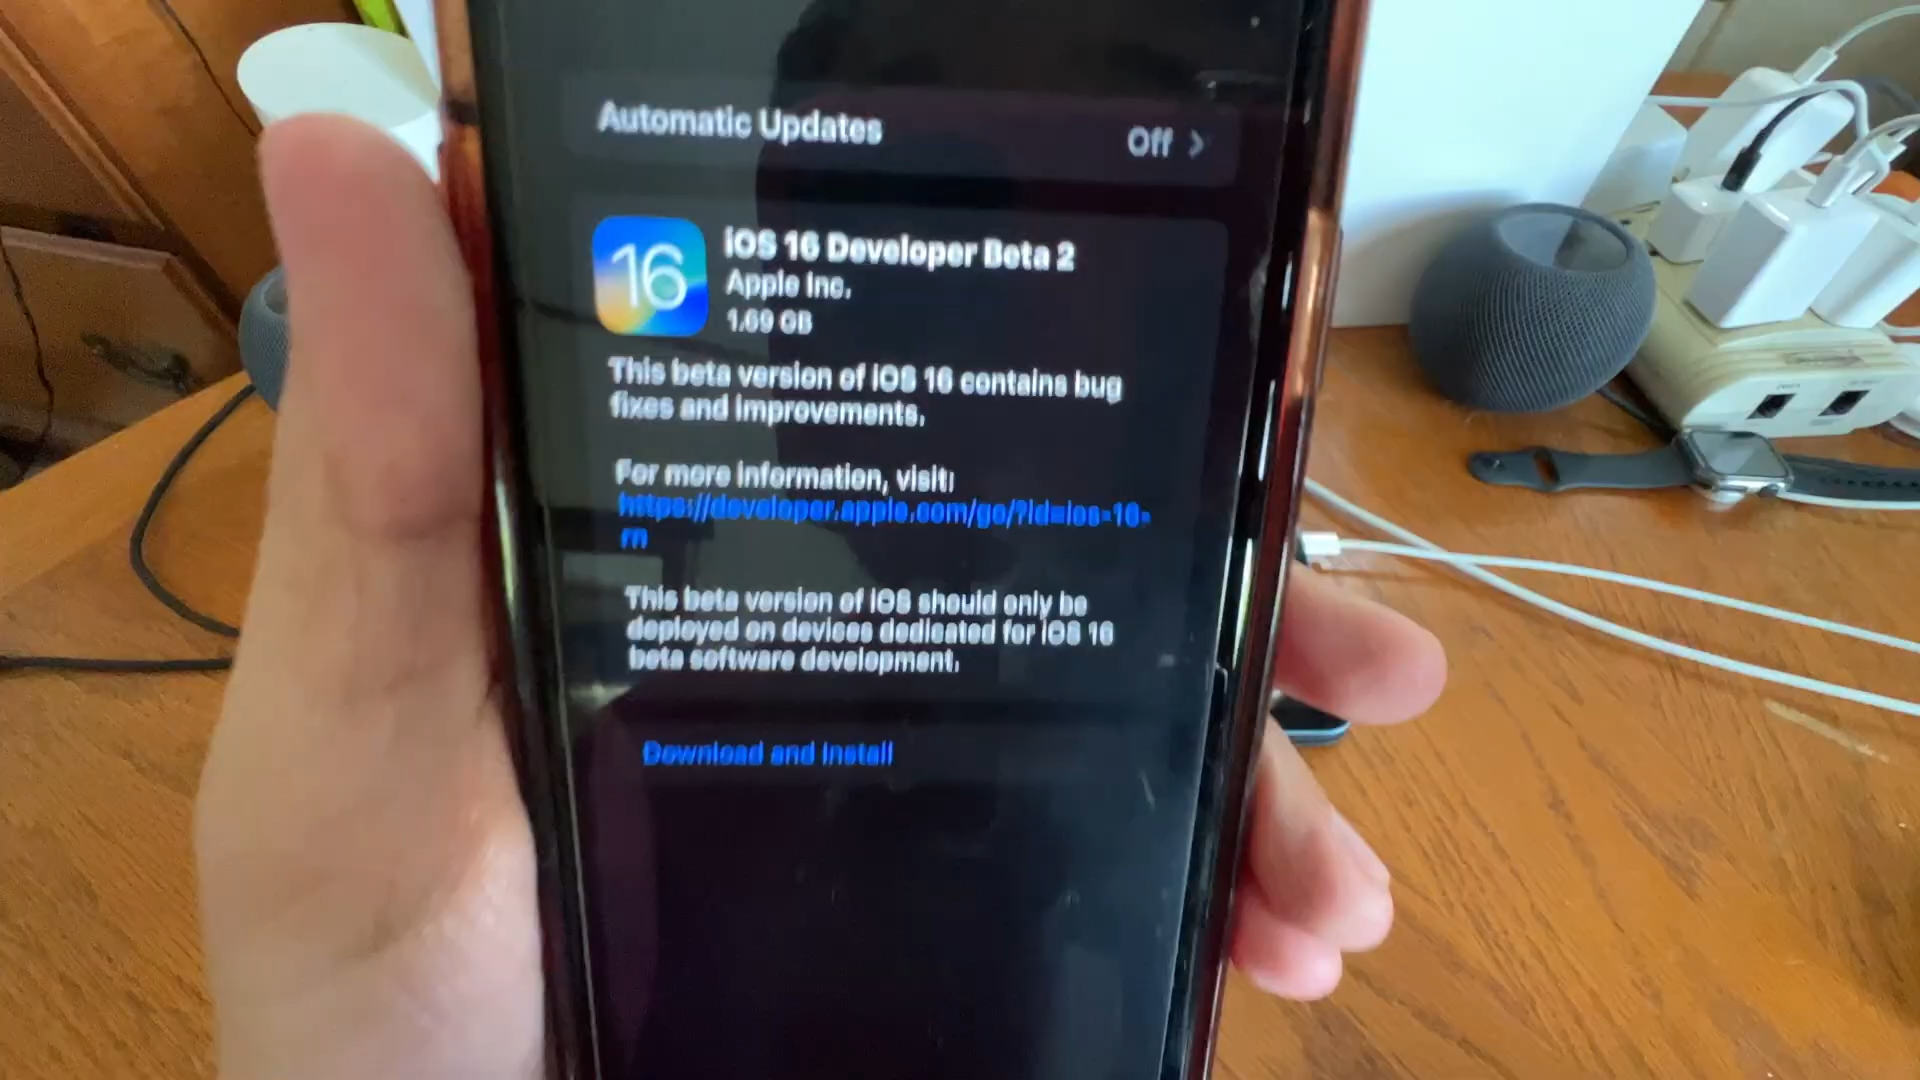 Automatic Updates
Off
16
iOS 16 Developer Beta 2
Apple Inc.
1.69 GB
This beta version of iOS 16 contains bug
fixes and improvements.
For more information, visit:
https://developer.apple.com/go/?id=ios-16-
rn
This beta version of iOS should only be
deployed on devices dedicated for iOS 16
beta software development.
Download and Install